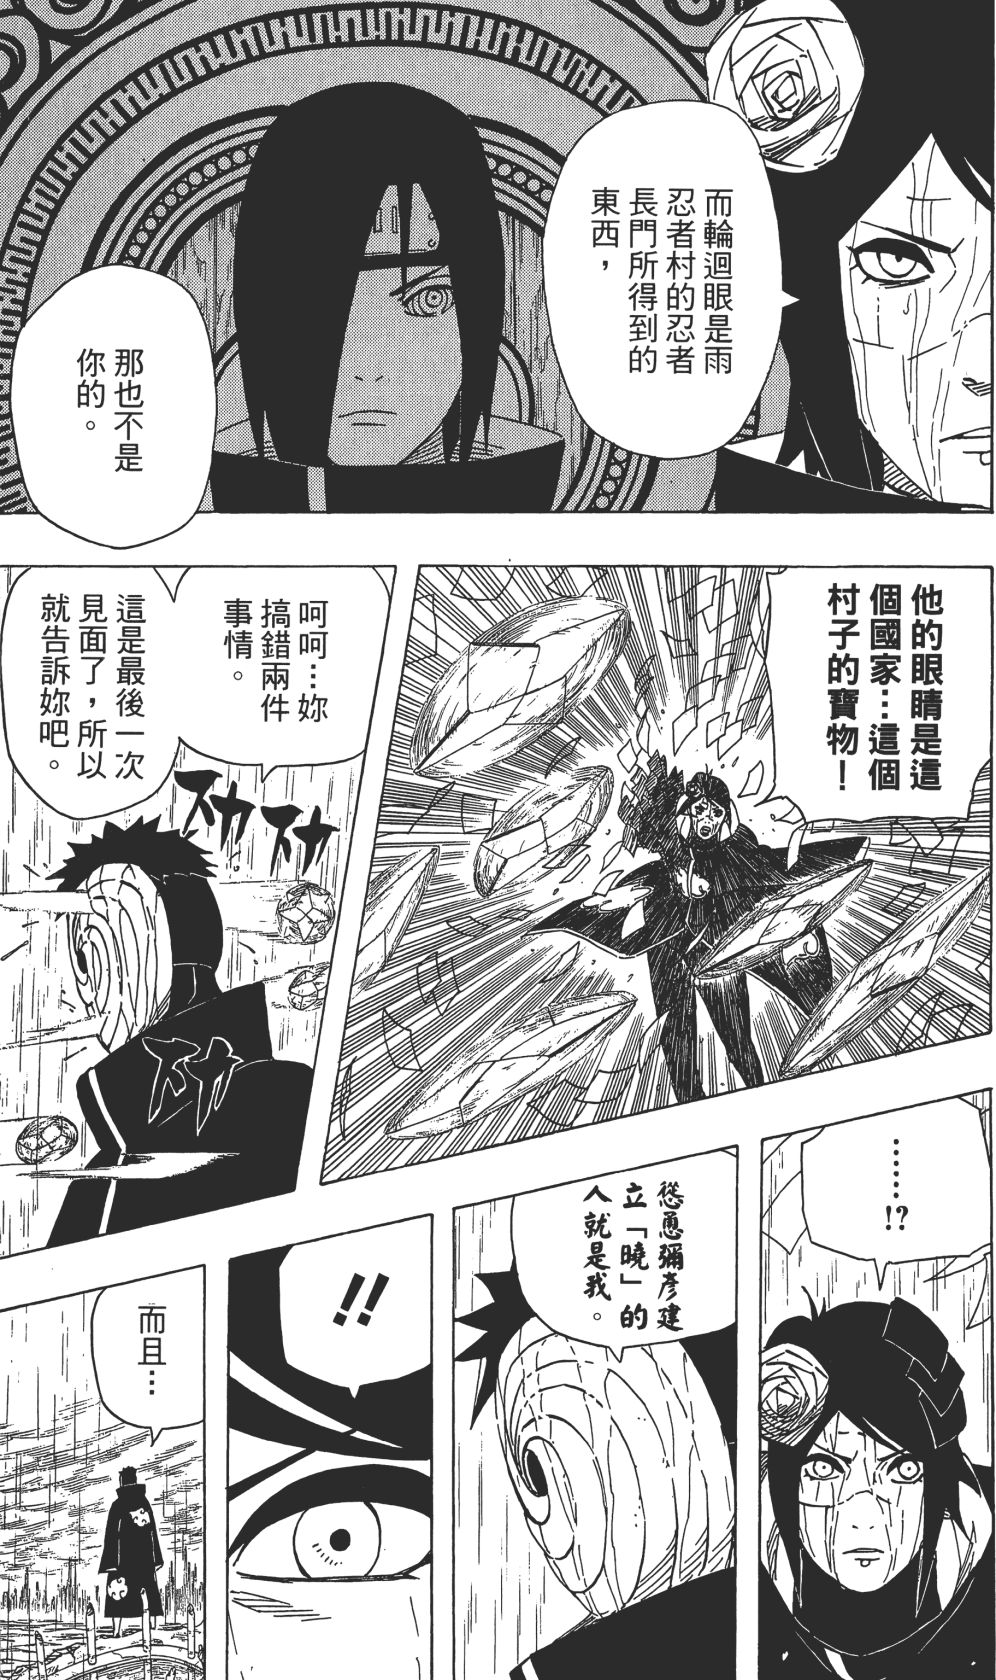 而輪迴眼是雨
忍者村的忍者
長門所得到的
東西，
那也不是
你的。
他的眼睛是這
個國家…這個
村子的寶物！
呵呵…妳
搞錯兩件
事情。
這是最後一次
見面了，所以
就告訴妳吧。
スカ
スカ
スカ
……!?
慫恿彌彥建
立「曉」的
人就是我。
!!
而且…